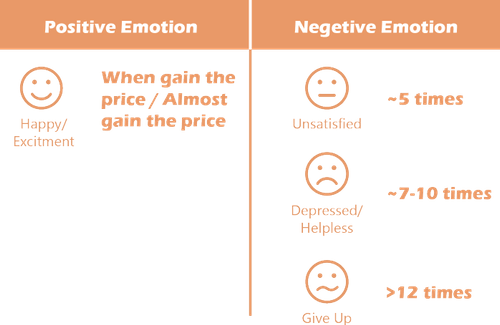 Positive Emotion
Negetive Emotion
When gain the
price / Almost
gain the price
Happy/
Excitment
~5 times
Unsatisfied
~7-10 times
Depressed/
Helpless
>12 times
Give Up